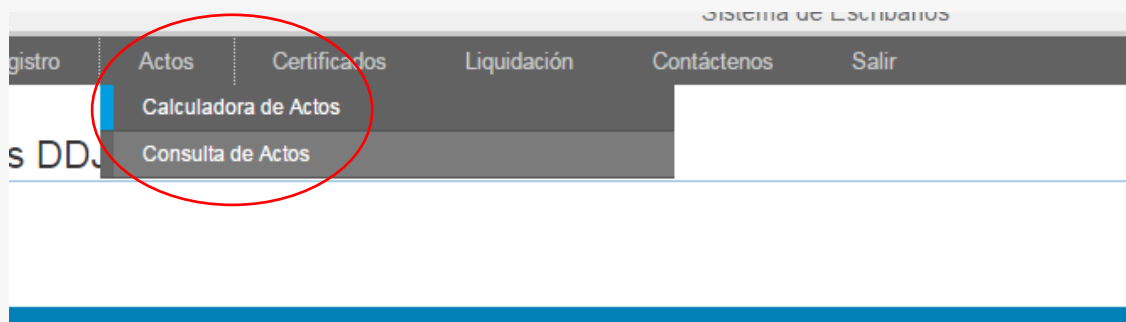 Sistema de Escribanos
gistro Actos Certificados Liquidación Contáctenos Salir
Calculadora de Actos
s DDJ
Consulta de Actos